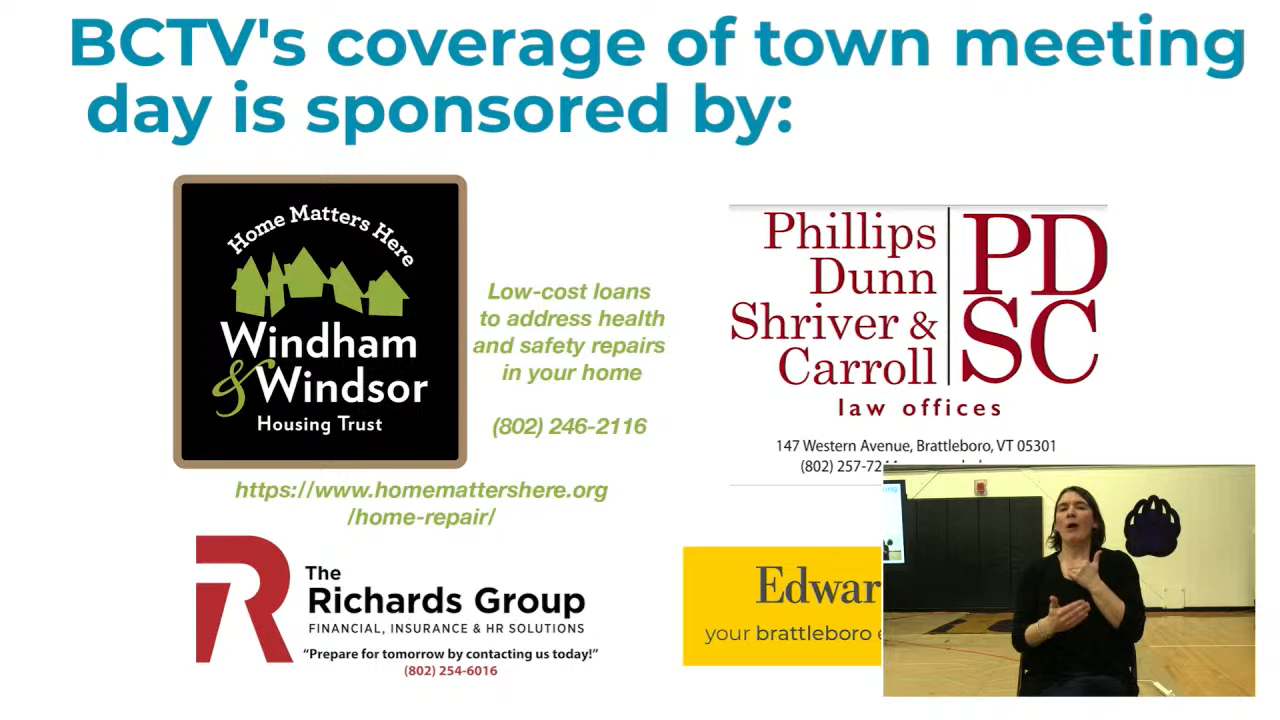 BCTV's coverage of town meeting
day is sponsored by:
Home Matters Here
Windham
& Windsor
Housing Trust
Low-cost loans
to address health
and safety repairs
in your home
(802) 246-2116
https://www.homemattershere.org
/home-repair/
Phillips
Dunn
Shriver &
Carroll
PD
SC
law offices
147 Western Avenue, Brattleboro, VT 05301
(802)
R
The
Richards Group
FINANCIAL, INSURANCE & HR SOLUTIONS
“Prepare for tomorrow by contacting us today!”
(802) 254-6016
Edwar
your brattleboro